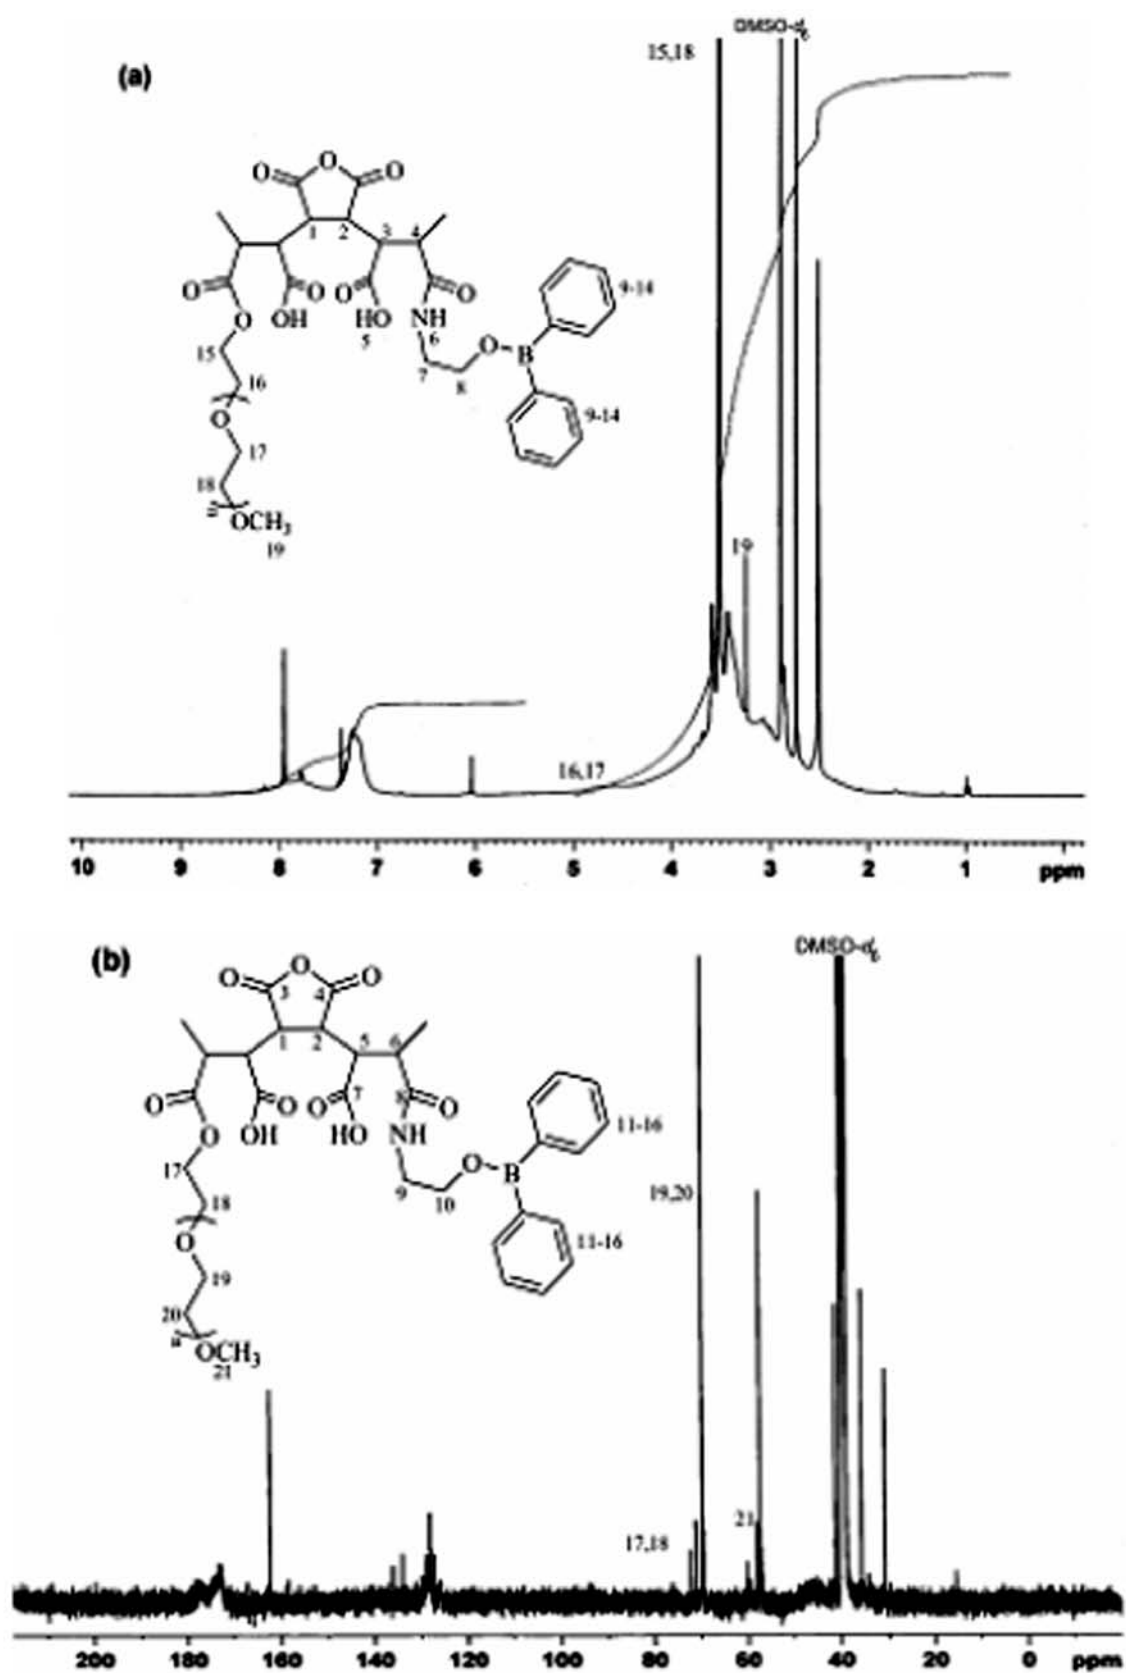 DMSO-d6
15,18
(a)
O
O O
1 2 3 4
O O O O
O OH HO NH
5 6
O B
9-14
7 8
9-14
15
16
O
17
18
n OCH3
19
19
16,17
10 9 8 7 6 5 4 3 2 1 ppm
DMSO-d6
(b)
O
O O
3 4
1 2 5 6
7 8
O O O O
O OH HO NH
O B
11-16
9 10
11-16
17
18
O
19
20
n OCH3
21
19,20
21
17,18
200 180 160 140 120 100 80 60 40 20 0 ppm